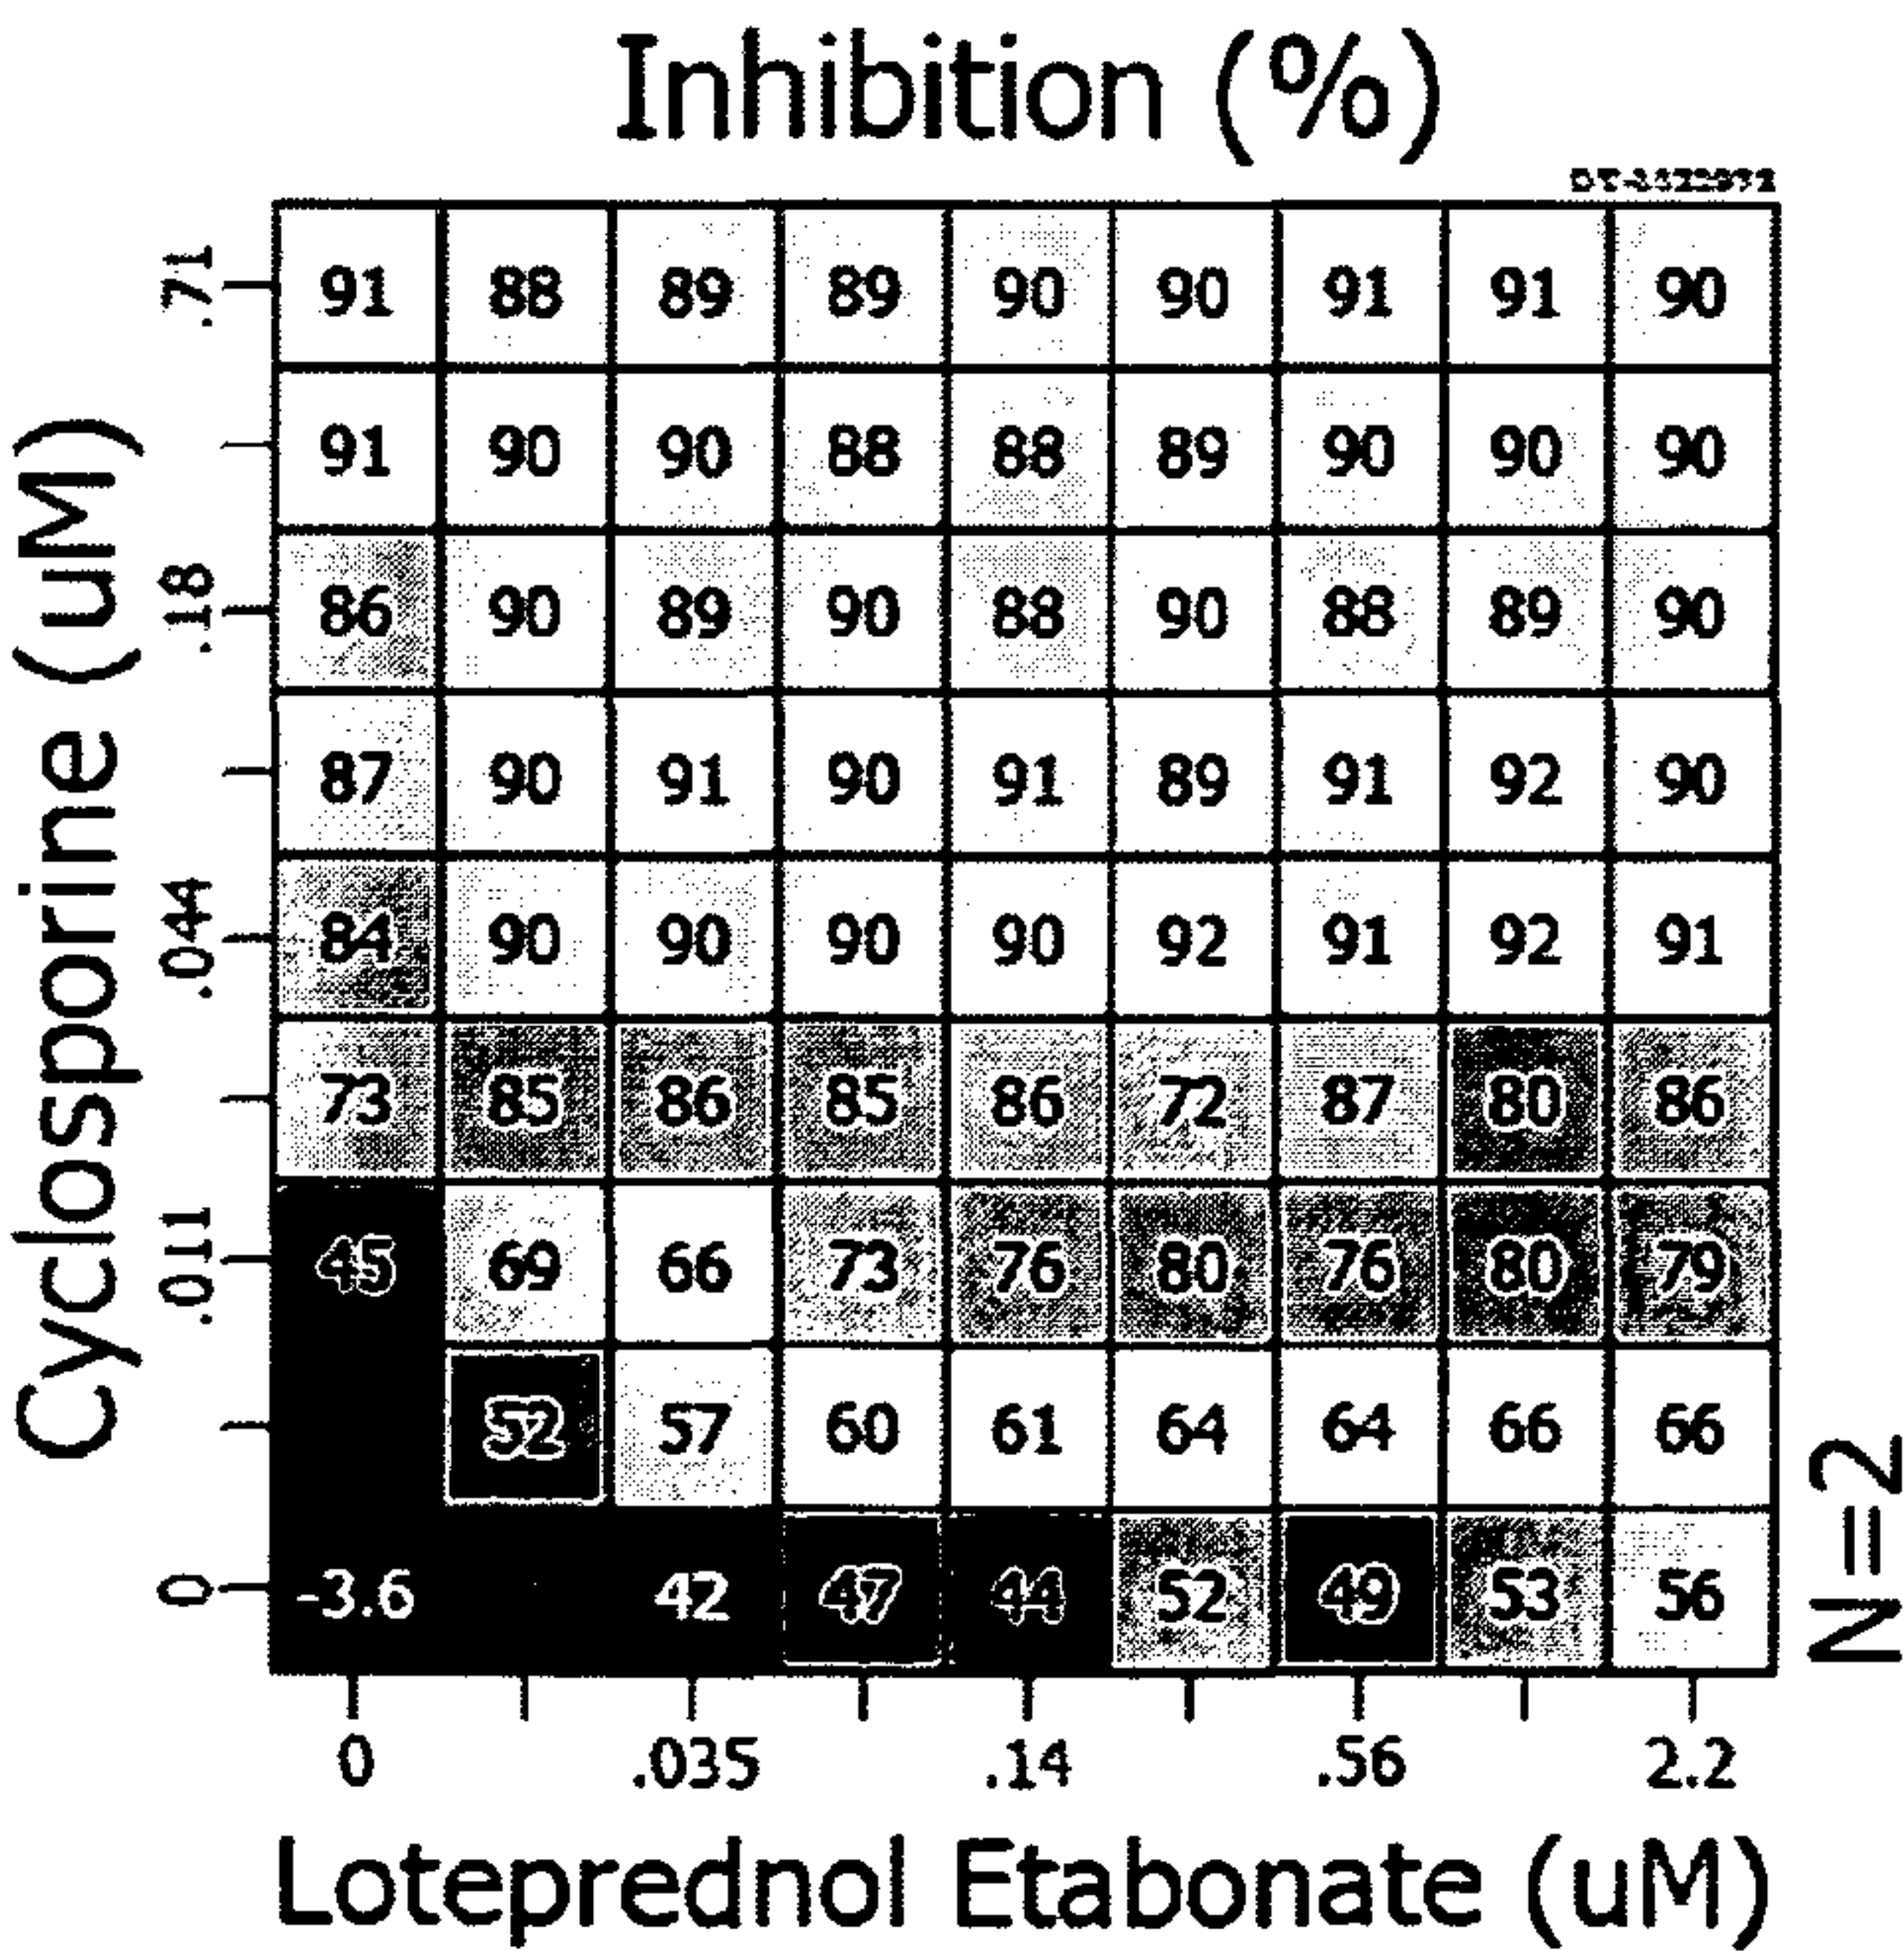 Inhibition (%)
.71 91 88 89 89 90 90 91 91 90
91 90 90 88 88 89 90 90 90
.18 86 90 89 90 88 90 88 89 90
87 90 91 90 91 89 91 92 90
.044 84 90 90 90 90 92 91 92 91
73 85 86 85 86 72 87 80 86
.011 45 69 66 73 76 80 76 80 79
52 57 60 61 64 64 66 66
0 -3.6 42 47 44 52 49 53 56
0 .035 .14 .56 2.2
Cyclosporine (uM)
Loteprednol Etabonate (uM)
N=2